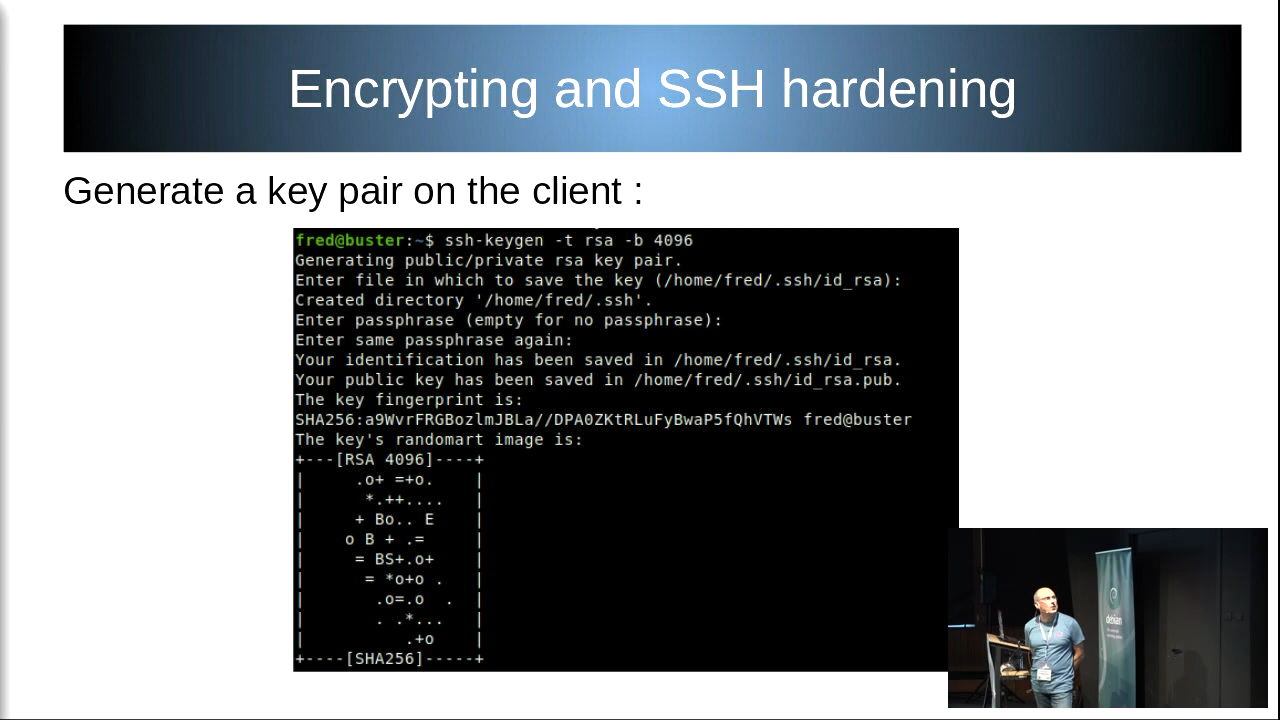 Encrypting and SSH hardening
Generate a key pair on the client :
fred@buster:~$ ssh-keygen -t rsa -b 4096
Generating public/private rsa key pair.
Enter file in which to save the key (/home/fred/.ssh/id_rsa):
Created directory '/home/fred/.ssh'.
Enter passphrase (empty for no passphrase):
Enter same passphrase again:
Your identification has been saved in /home/fred/.ssh/id_rsa.
Your public key has been saved in /home/fred/.ssh/id_rsa.pub.
The key fingerprint is:
SHA256:a9WvrFRGBozlmJBLa//DPA0ZKtRLuFyBwaP5fQhVTWs fred@buster
The key's randomart image is:
+---[RSA 4096]----+
|     .o+ =+o.    |
|      *.++....   |
|     + Bo.. E    |
|    o B + .=     |
|     = BS+.o+    |
|      = *o+o .   |
|       .o=.o  .  |
|       . .*...   |
|          .+o    |
+----[SHA256]-----+
debian